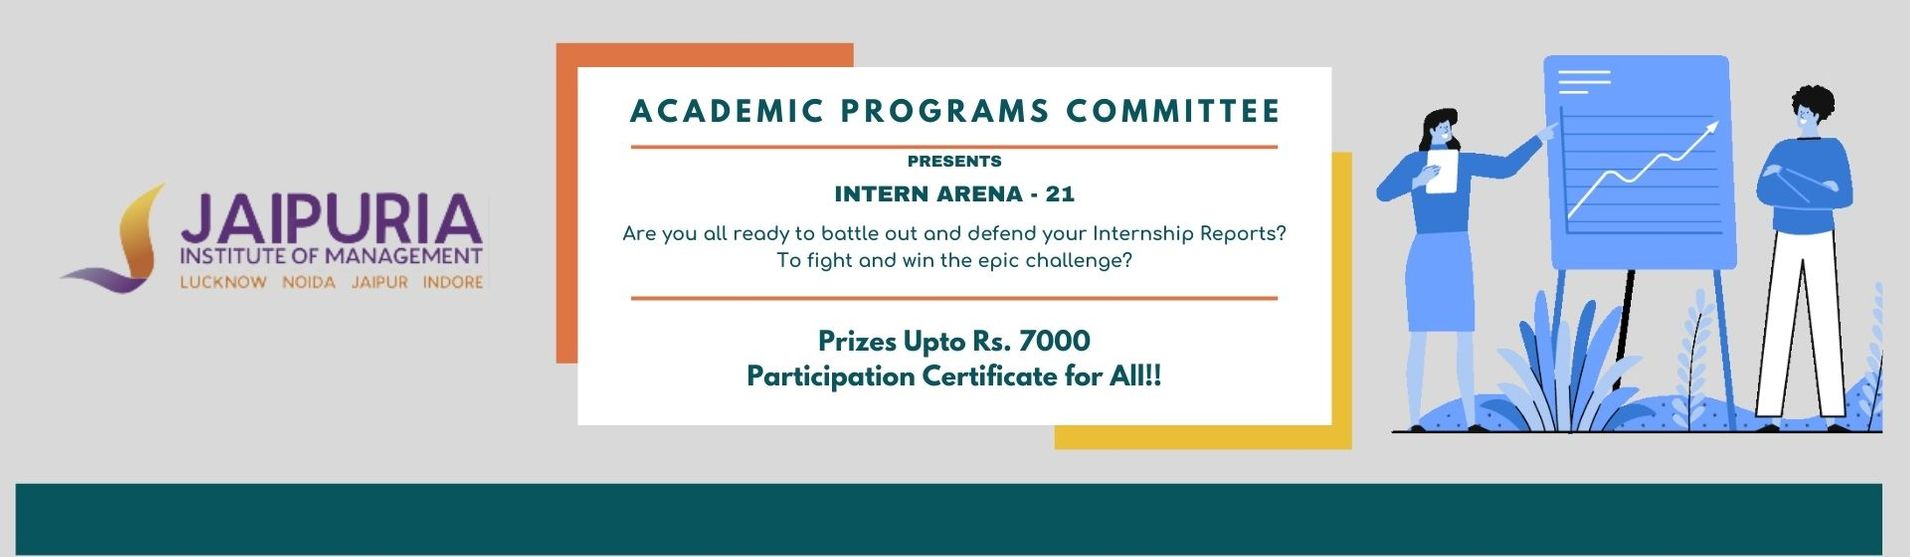 JAIPURIA
INSTITUTE OF MANAGEMENT
LUCKNOW NOIDA JAIPUR INDORE
ACADEMIC PROGRAMS COMMITTEE
PRESENTS
INTERN ARENA - 21
Are you all ready to battle out and defend your Internship Reports?
To fight and win the epic challenge?
Prizes Upto Rs. 7000
Participation Certificate for All!!